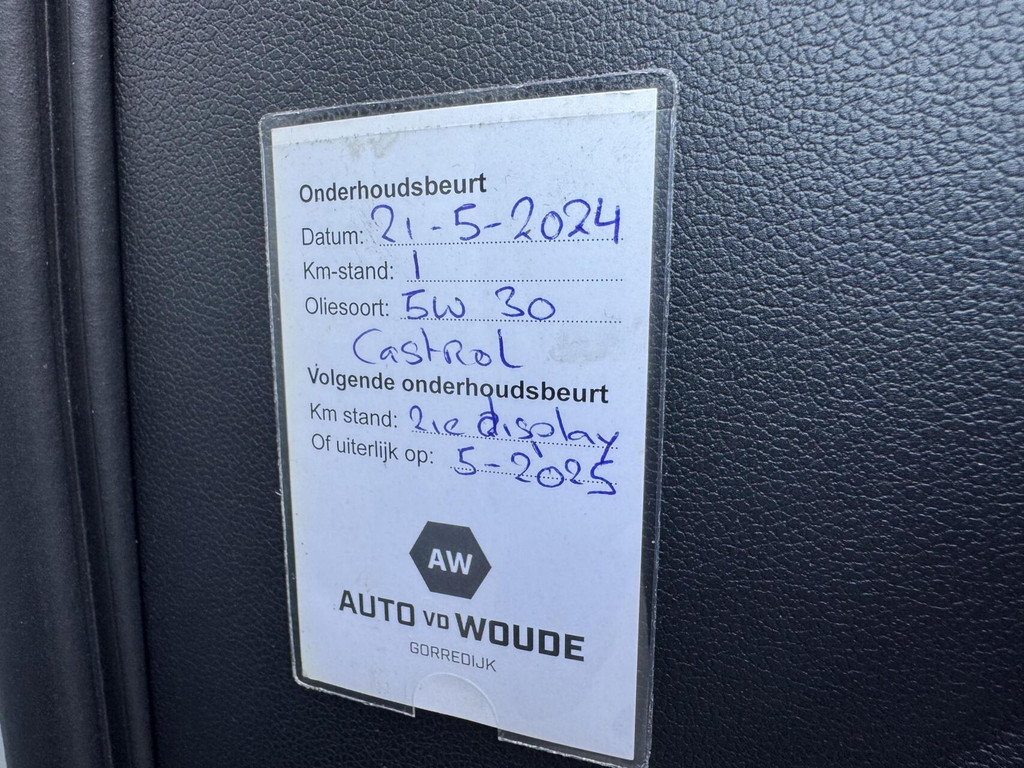 Onderhoudsbeurt
Datum: 21-5-2024
Km-stand: 1
Oliesoort: 5W 30
Castrol
Volgende onderhoudsbeurt
Km stand: zie display
Of uiterlijk op: 5-2025
AW
AUTO VD WOUDE
GORREDIJK